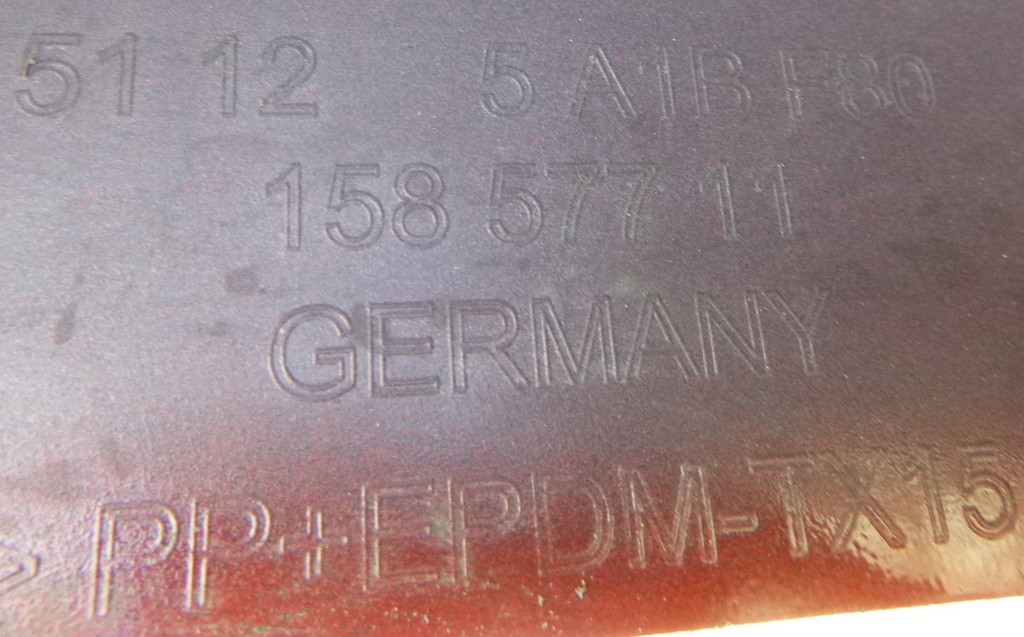 51 12 5 A1B F80
158 577 11
GERMANY
>PP+EPDM-TX15